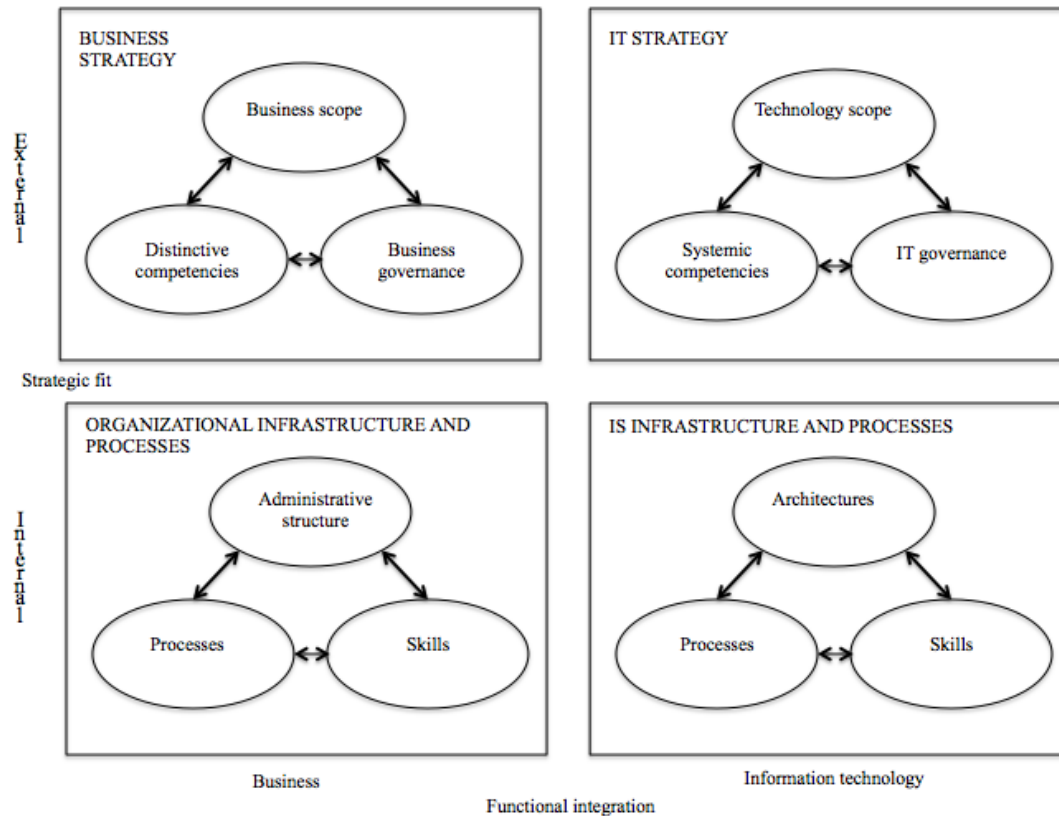 BUSINESS
STRATEGY
Business scope
Distinctive
competencies
Business
governance
IT STRATEGY
Technology scope
Systemic
competencies
IT governance
External
Strategic fit
ORGANIZATIONAL INFRASTRUCTURE AND
PROCESSES
Administrative
structure
Processes
Skills
IS INFRASTRUCTURE AND PROCESSES
Architectures
Processes
Skills
Internal
Business
Information technology
Functional integration